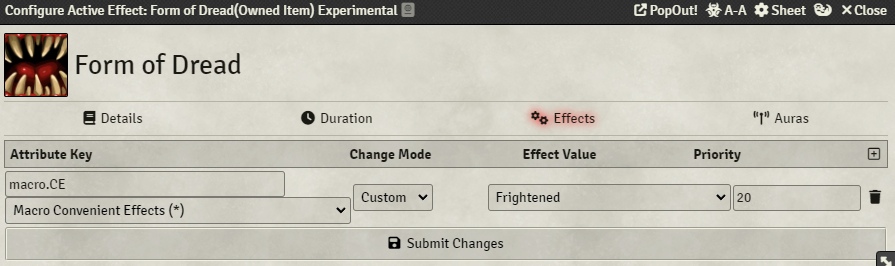 Configure Active Effect: Form of Dread(Owned Item) Experimental PopOut! A-A Sheet Close
Form of Dread
Details Duration Effects Auras
Attribute Key Change Mode Effect Value Priority
macro.CE
Macro Convenient Effects (*) Custom Frightened 20
Submit Changes